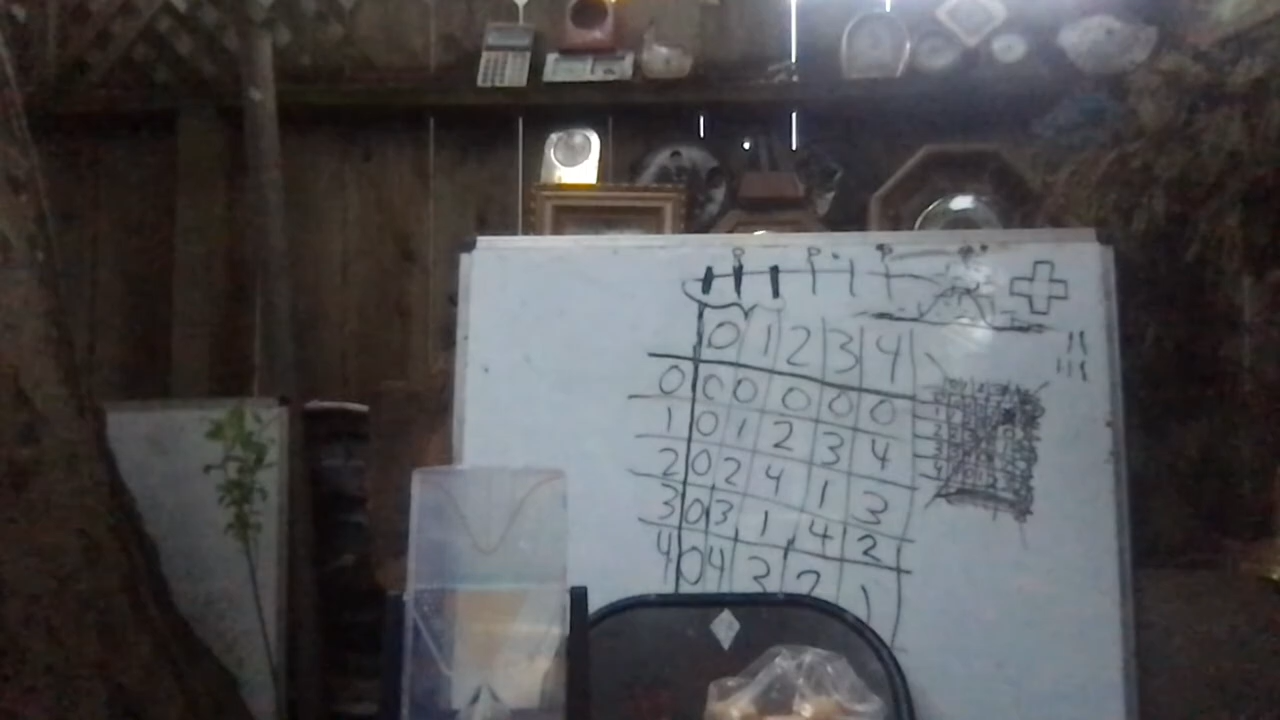 0 1 2 3 4
0 0 0 0 0 0
1 0 1 2 3 4
2 0 2 4 1 3
3 0 3 1 4 2
4 0 4 3 2 1